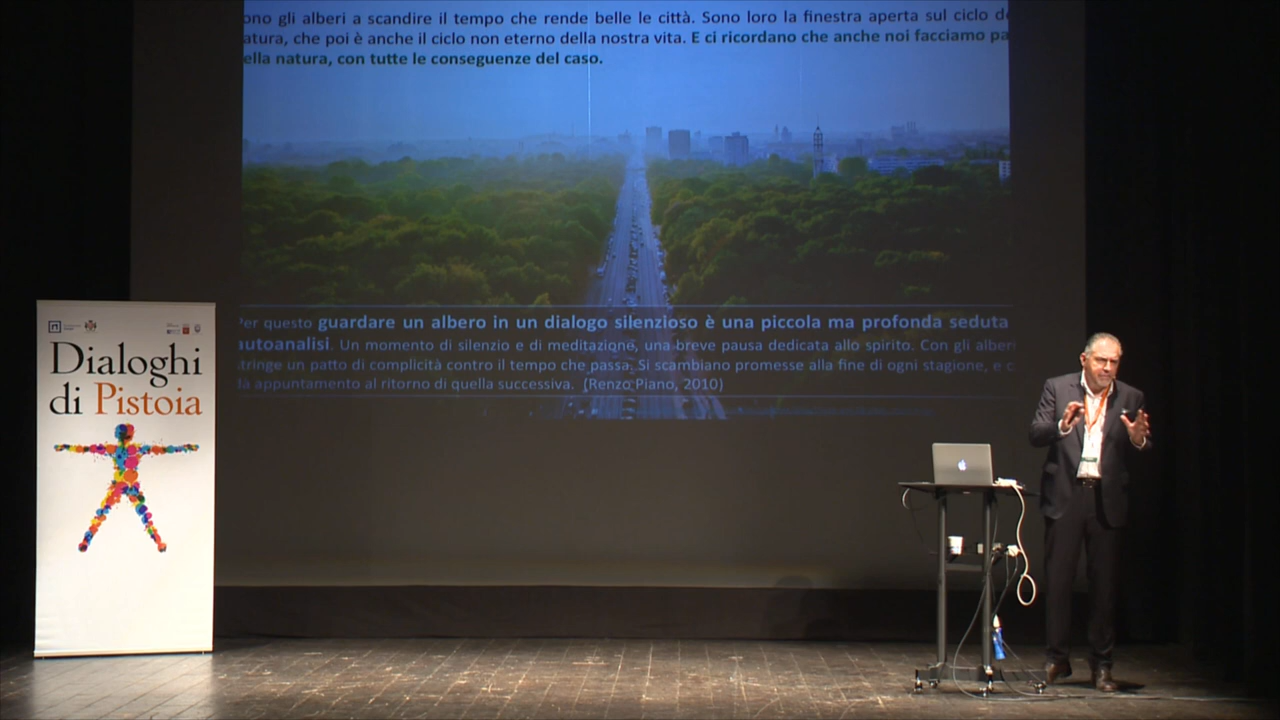 ono gli alberi a scandire il tempo che rende belle le città. Sono loro la finestra aperta sul ciclo de
atura, che poi è anche il ciclo non eterno della nostra vita. E ci ricordano che anche noi facciamo pa
ella natura, con tutte le conseguenze del caso.
Per questo guardare un albero in un dialogo silenzioso è una piccola ma profonda seduta
autoanalisi. Un momento di silenzio e di meditazione, una breve pausa dedicata allo spirito. Con gli alberi
tringe un patto di complicità contro il tempo che passa. Si scambiano promesse alla fine di ogni stagione, e c
dà appuntamento al ritorno di quella successiva. (Renzo Piano, 2010)
Dialoghi
di Pistoia